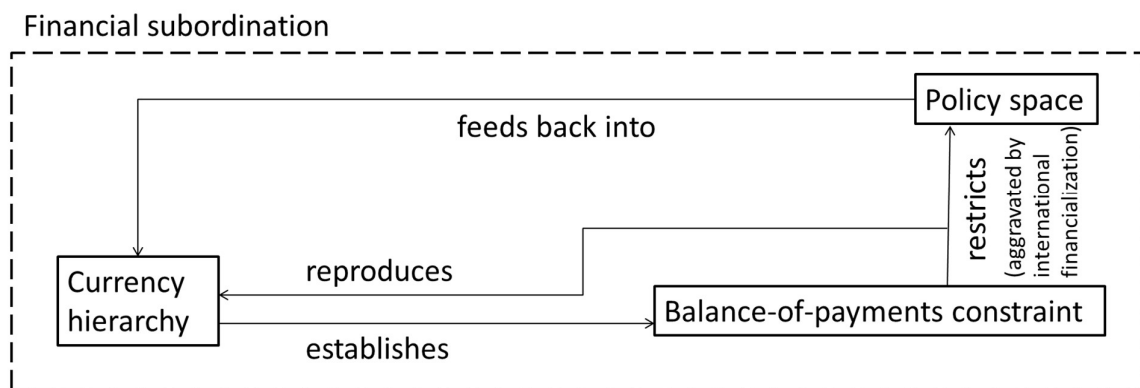 Financial subordination
Policy space
feeds back into
restricts
(aggravated by
international
financialization)
reproduces
Currency
hierarchy
Balance-of-payments constraint
establishes